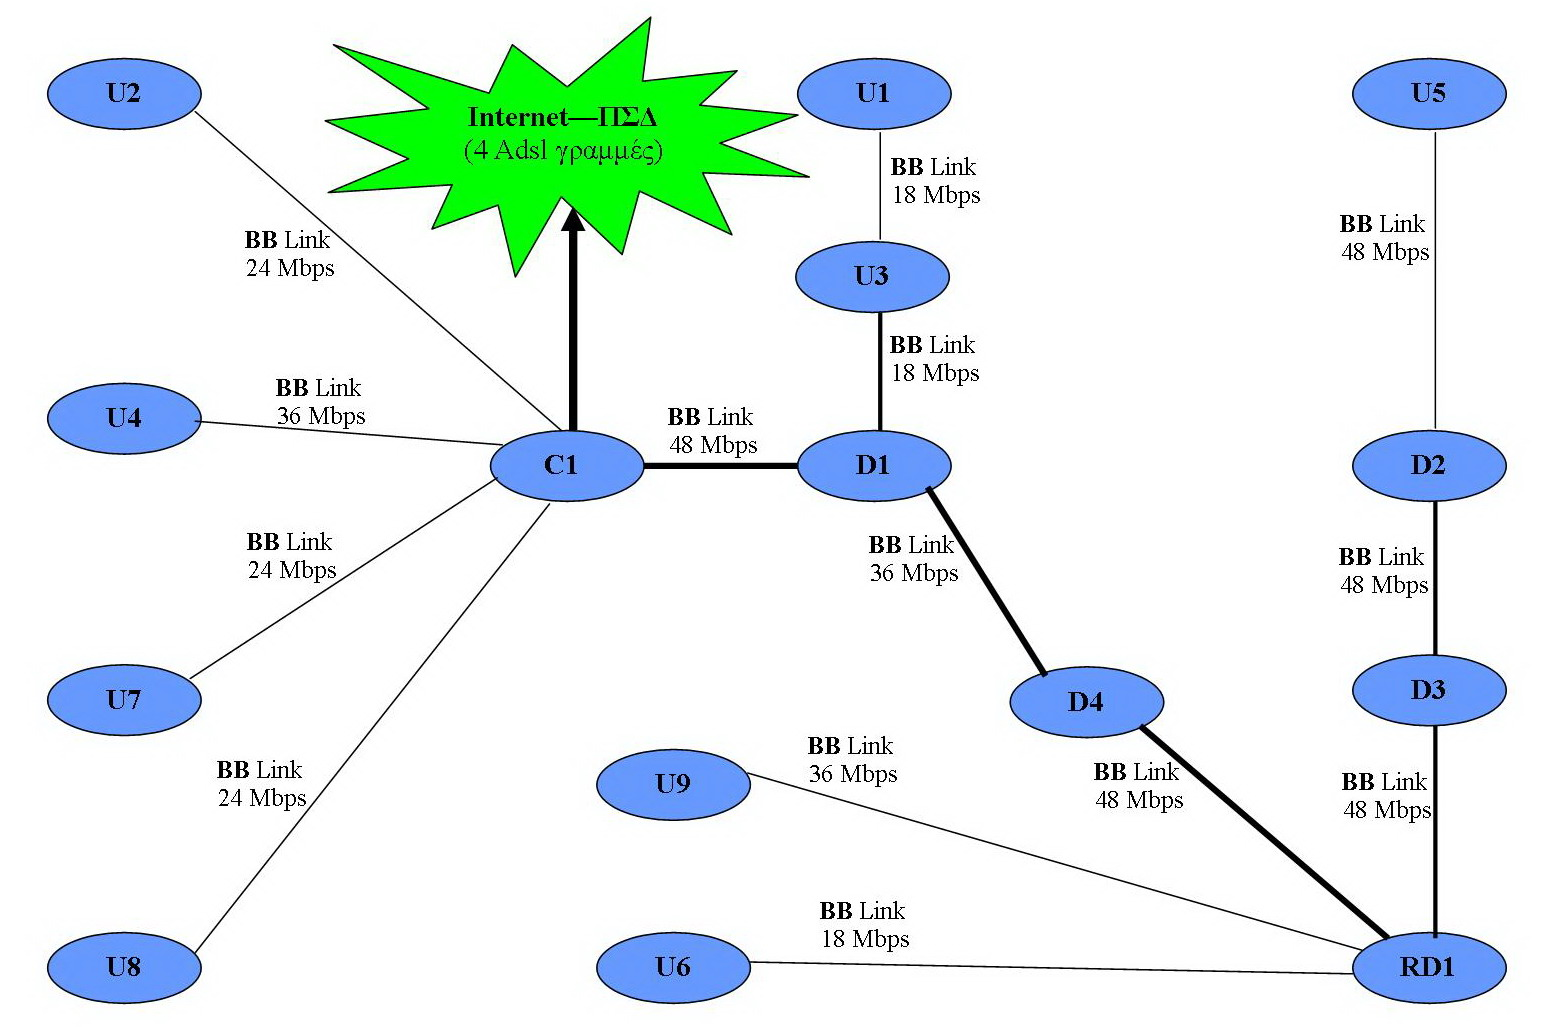 U2
Internet—ΠΣΔ
(4 Adsl γραμμές)
U1
U5
BB Link
18 Mbps
BB Link
24 Mbps
BB Link
48 Mbps
U3
BB Link
18 Mbps
U4
BB Link
36 Mbps
BB Link
48 Mbps
C1
D1
D2
BB Link
24 Mbps
BB Link
36 Mbps
BB Link
48 Mbps
U7
D4
D3
BB Link
24 Mbps
U9
BB Link
36 Mbps
BB Link
48 Mbps
BB Link
48 Mbps
BB Link
18 Mbps
U8
U6
RD1